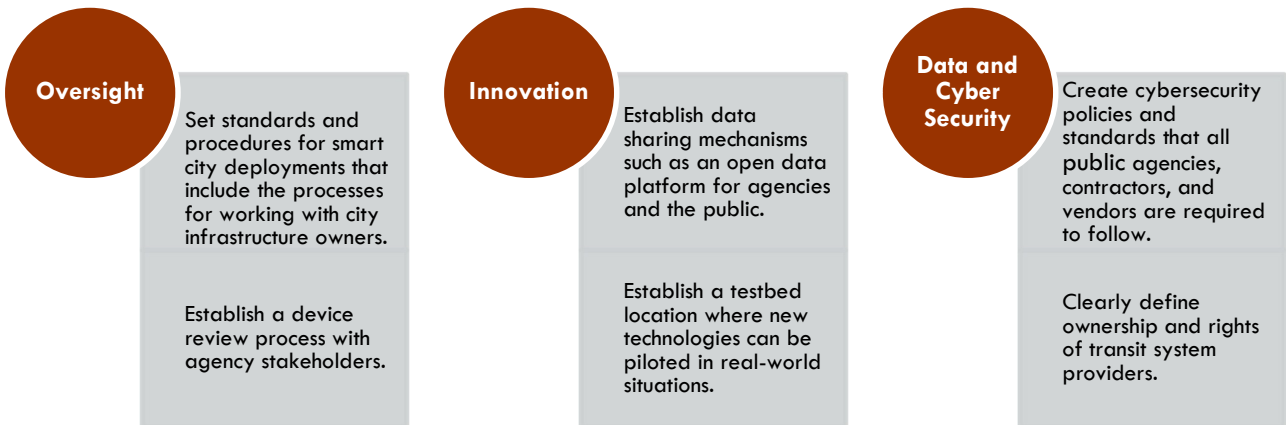 Oversight
Set standards and
procedures for smart
city deployments that
include the processes
for working with city
infrastructure owners.
Establish a device
review process with
agency stakeholders.
Innovation
Establish data
sharing mechanisms
such as an open data
platform for agencies
and the public.
Establish a testbed
location where new
technologies can be
piloted in real-world
situations.
Data and
Cyber
Security
Create cybersecurity
policies and
standards that all
public agencies,
contractors, and
vendors are required
to follow.
Clearly define
ownership and rights
of transit system
providers.